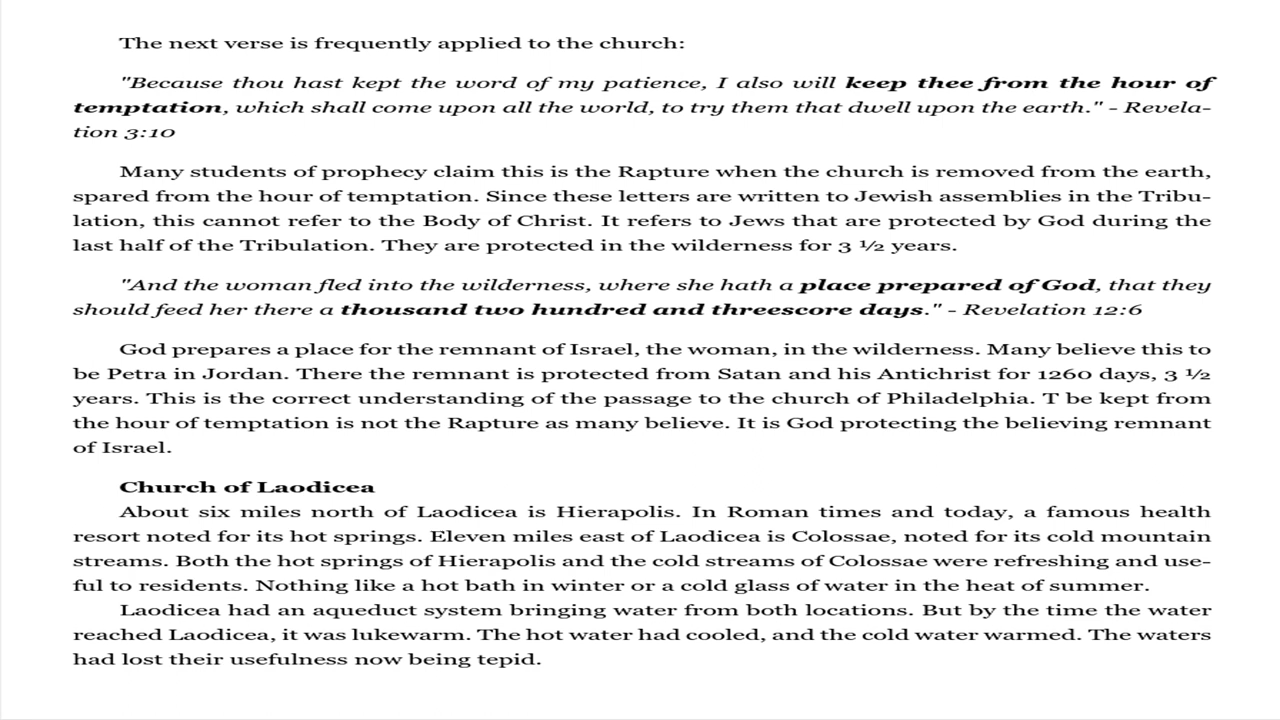 The next verse is frequently applied to the church:
"Because thou hast kept the word of my patience, I also will keep thee from the hour of
temptation, which shall come upon all the world, to try them that dwell upon the earth." - Revela-
tion 3:10
Many students of prophecy claim this is the Rapture when the church is removed from the earth,
spared from the hour of temptation. Since these letters are written to Jewish assemblies in the Tribu-
lation, this cannot refer to the Body of Christ. It refers to Jews that are protected by God during the
last half of the Tribulation. They are protected in the wilderness for 3 ½ years.
"And the woman fled into the wilderness, where she hath a place prepared of God, that they
should feed her there a thousand two hundred and threescore days." - Revelation 12:6
God prepares a place for the remnant of Israel, the woman, in the wilderness. Many believe this to
be Petra in Jordan. There the remnant is protected from Satan and his Antichrist for 1260 days, 3 ½
years. This is the correct understanding of the passage to the church of Philadelphia. T be kept from
the hour of temptation is not the Rapture as many believe. It is God protecting the believing remnant
of Israel.
Church of Laodicea
About six miles north of Laodicea is Hierapolis. In Roman times and today, a famous health
resort noted for its hot springs. Eleven miles east of Laodicea is Colossae, noted for its cold mountain
streams. Both the hot springs of Hierapolis and the cold streams of Colossae were refreshing and use-
ful to residents. Nothing like a hot bath in winter or a cold glass of water in the heat of summer.
Laodicea had an aqueduct system bringing water from both locations. But by the time the water
reached Laodicea, it was lukewarm. The hot water had cooled, and the cold water warmed. The waters
had lost their usefulness now being tepid.